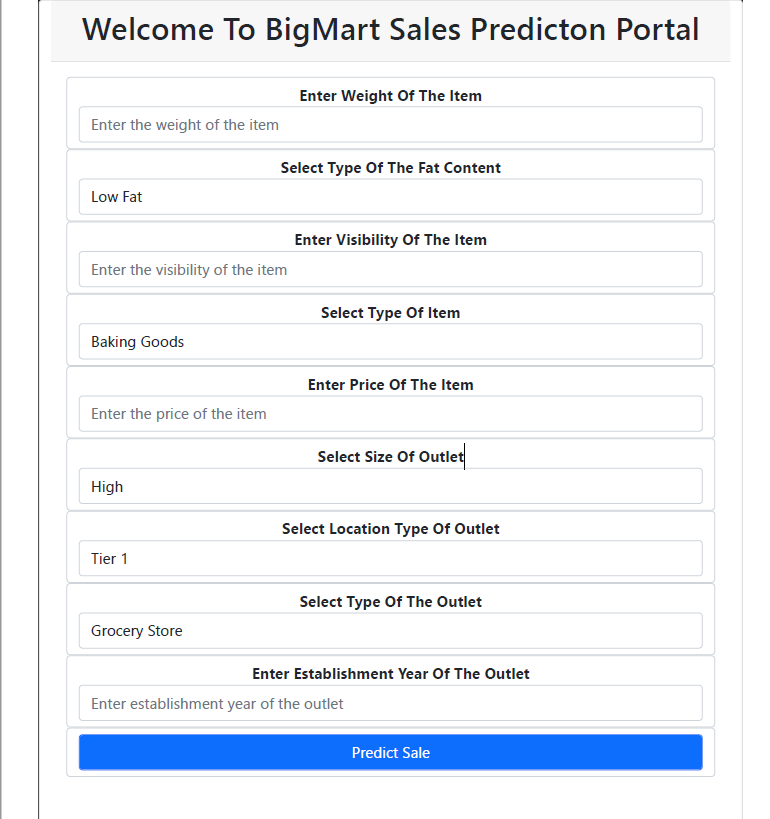 Welcome To BigMart Sales Predicton Portal
Enter Weight Of The Item
Enter the weight of the item
Select Type Of The Fat Content
Low Fat
Enter Visibility Of The Item
Enter the visibility of the item
Select Type Of Item
Baking Goods
Enter Price Of The Item
Enter the price of the item
Select Size Of Outlet
High
Select Location Type Of Outlet
Tier 1
Select Type Of The Outlet
Grocery Store
Enter Establishment Year Of The Outlet
Enter establishment year of the outlet
Predict Sale